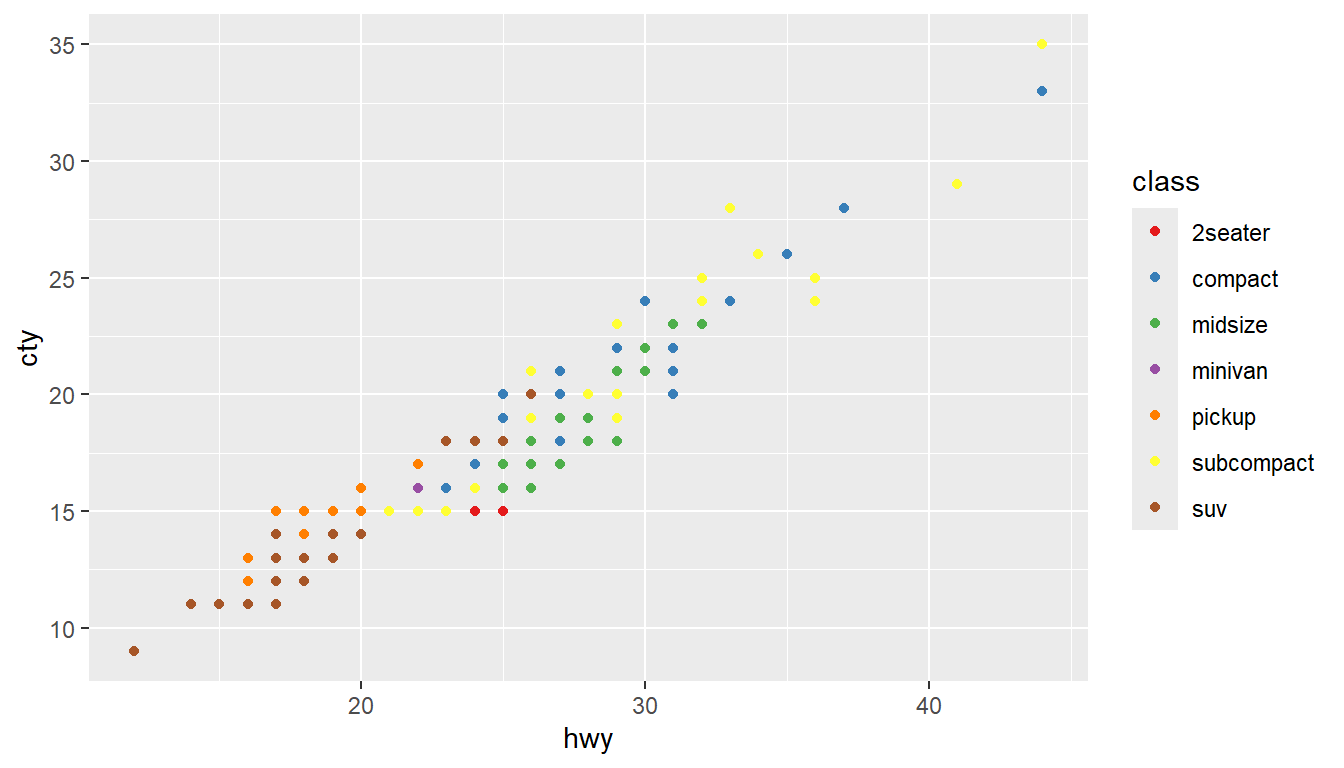 35
30
25
20
15
10
cty
20 30 40
hwy
class
2seater
compact
midsize
minivan
pickup
subcompact
suv